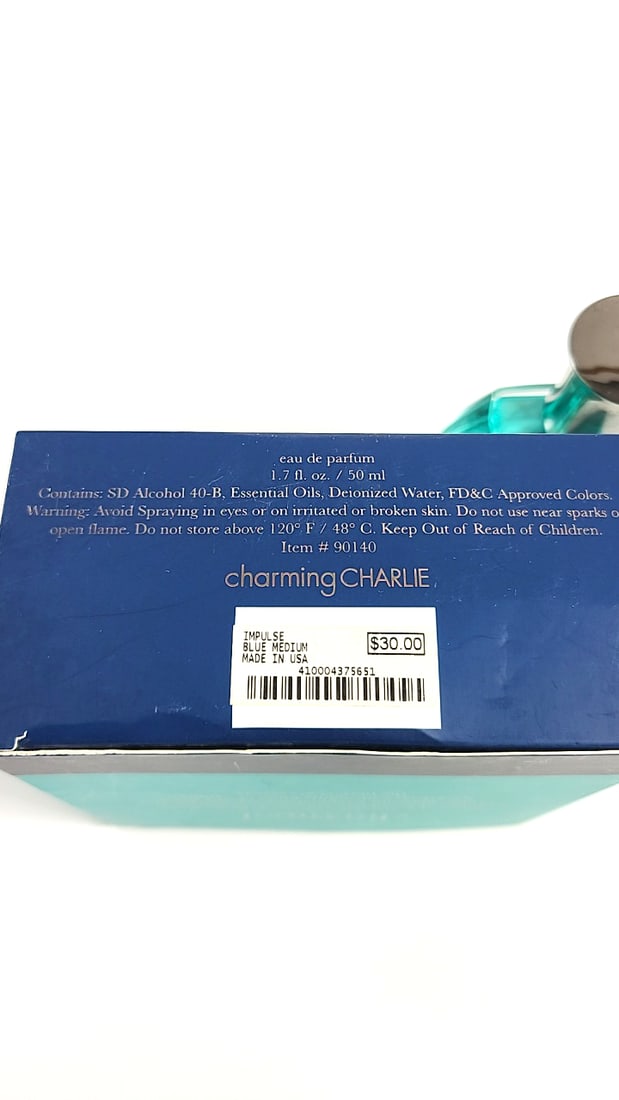 eau de parfum
1.7 fl. oz. / 50 ml
Contains: SD Alcohol 40-B, Essential Oils, Deionized Water, FD&C Approved Colors.
Warning: Avoid Spraying in eyes or on irritated or broken skin. Do not use near sparks o
open flame. Do not store above 120° F / 48° C. Keep Out of Reach of Children.
Item # 90140
charming CHARLIE
IMPULSE
$30.00
BLUE MEDIUM
MADE IN USA
410004375651